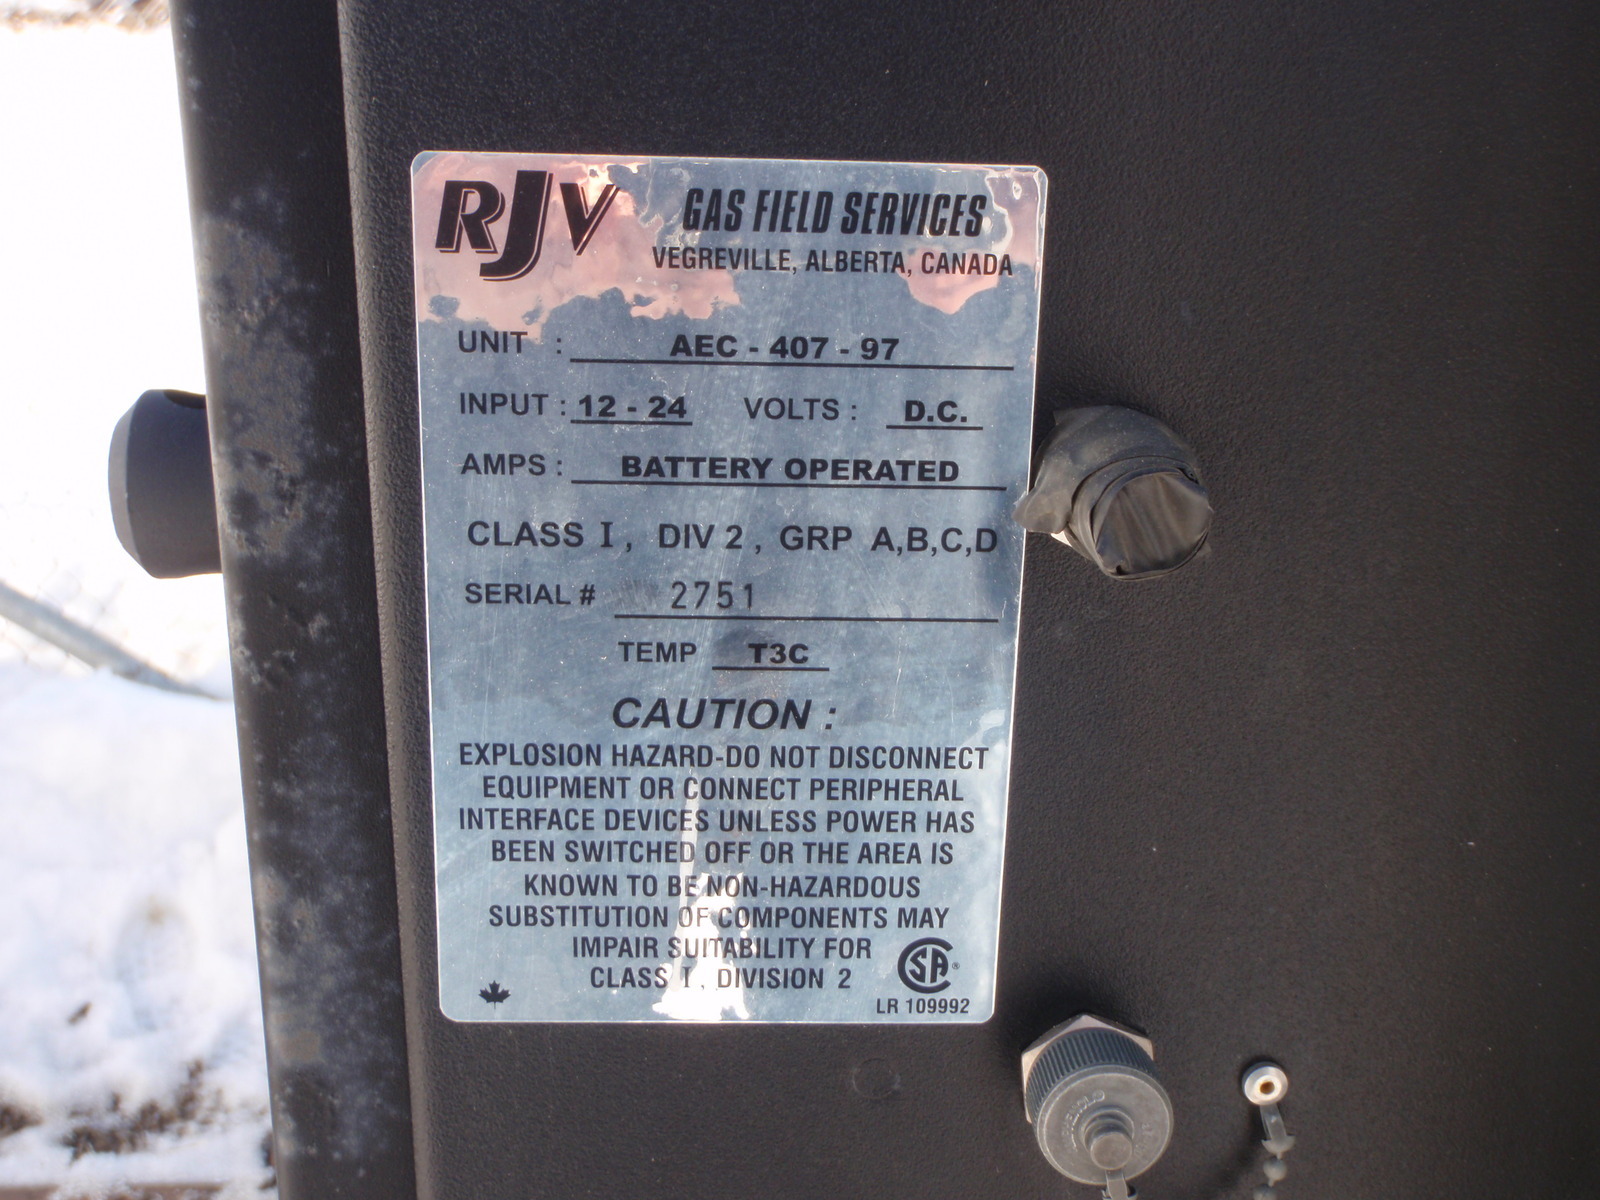 RJV GAS FIELD SERVICES
VEGREVILLE, ALBERTA, CANADA
UNIT : AEC - 407 - 97
INPUT : 12 - 24 VOLTS : D.C.
AMPS : BATTERY OPERATED
CLASS I, DIV 2, GRP A,B,C,D
SERIAL # 2751
TEMP T3C
CAUTION :
EXPLOSION HAZARD-DO NOT DISCONNECT
EQUIPMENT OR CONNECT PERIPHERAL
INTERFACE DEVICES UNLESS POWER HAS
BEEN SWITCHED OFF OR THE AREA IS
KNOWN TO BE NON-HAZARDOUS
SUBSTITUTION OF COMPONENTS MAY
IMPAIR SUITABILITY FOR
CLASS I, DIVISION 2
SA ®
LR 109992